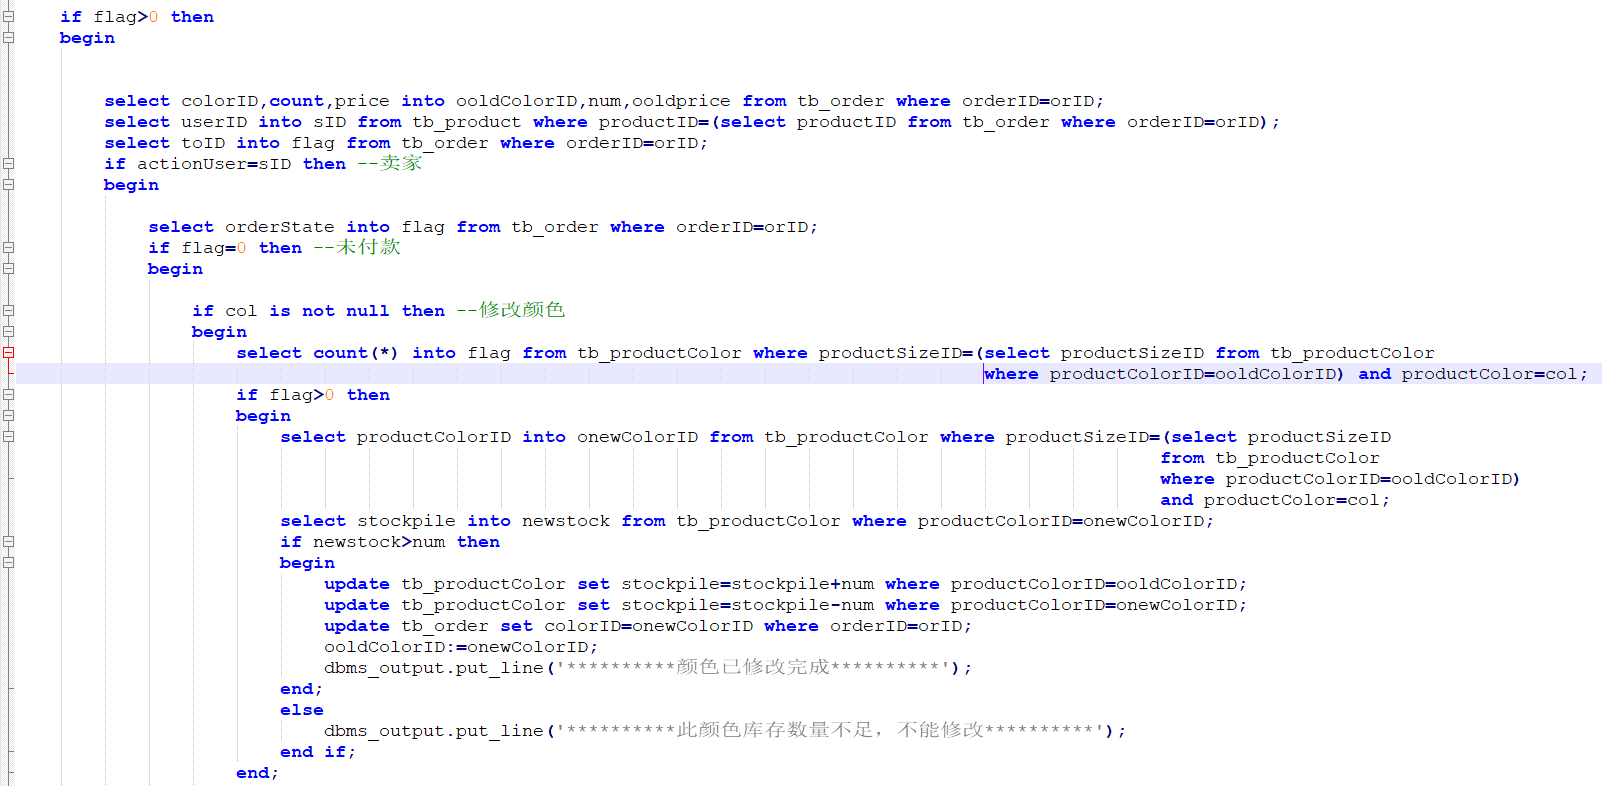 if flag>0 then
begin
select colorID,count,price into ooldColorID,num,ooldprice from tb_order where orderID=orID;
select userID into sID from tb_product where productID=(select productID from tb_order where orderID=orID);
select toID into flag from tb_order where orderID=orID;
if actionUser=sID then --卖家
begin
select orderState into flag from tb_order where orderID=orID;
if flag=0 then --未付款
begin
if col is not null then --修改颜色
begin
select count(*) into flag from tb_productColor where productSizeID=(select productSizeID from tb_productColor
where productColorID=ooldColorID) and productColor=col;
if flag>0 then
begin
select productColorID into onewColorID from tb_productColor where productSizeID=(select productSizeID
from tb_productColor
where productColorID=ooldColorID)
and productColor=col;
select stockpile into newstock from tb_productColor where productColorID=onewColorID;
if newstock>num then
begin
update tb_productColor set stockpile=stockpile+num where productColorID=ooldColorID;
update tb_productColor set stockpile=stockpile-num where productColorID=onewColorID;
update tb_order set colorID=onewColorID where orderID=orID;
ooldColorID:=onewColorID;
dbms_output.put_line('**********颜色已修改完成**********');
end;
else
dbms_output.put_line('**********此颜色库存数量不足，不能修改**********');
end if;
end;